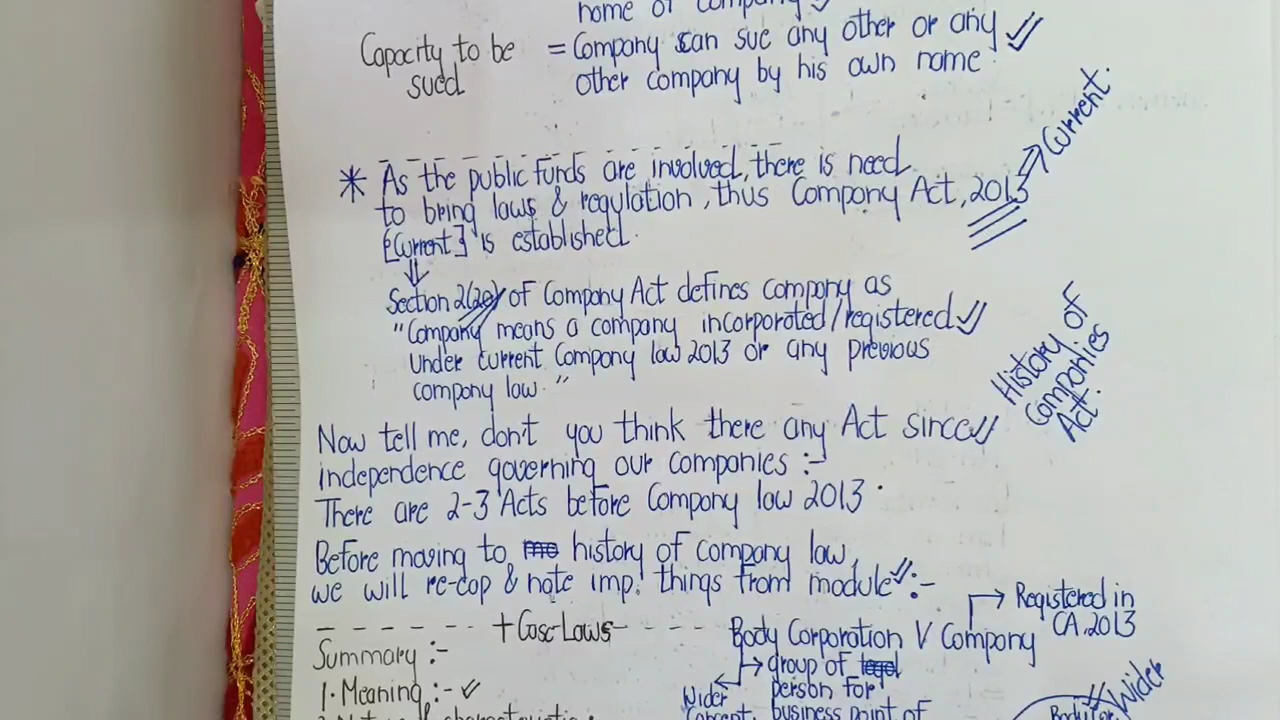 name of company
Capacity to be sued = Company can sue any other or any
other company by his own name.
* As the public funds are involved, there is need
to bring laws & regulation, thus Company Act, 2013
[Current] is established.
Current.
Section 2(20) of Company Act defines company as
"Company means a company incorporated/registered
under current Company law 2013 or any previous
company law."
History of
Companies
Act.
Now tell me, don't you think there any Act since
independence governing our companies :-
There are 2-3 Acts before Company law 2013.
Before moving to history of company law,
we will re-cap & note imp. things from module :-
+ Case-Laws
Body Corporation V Company
Registered in
CA.2013
Summary :-
1. Meaning :-
group of
person for
business point of
Wider
Concept
Wider